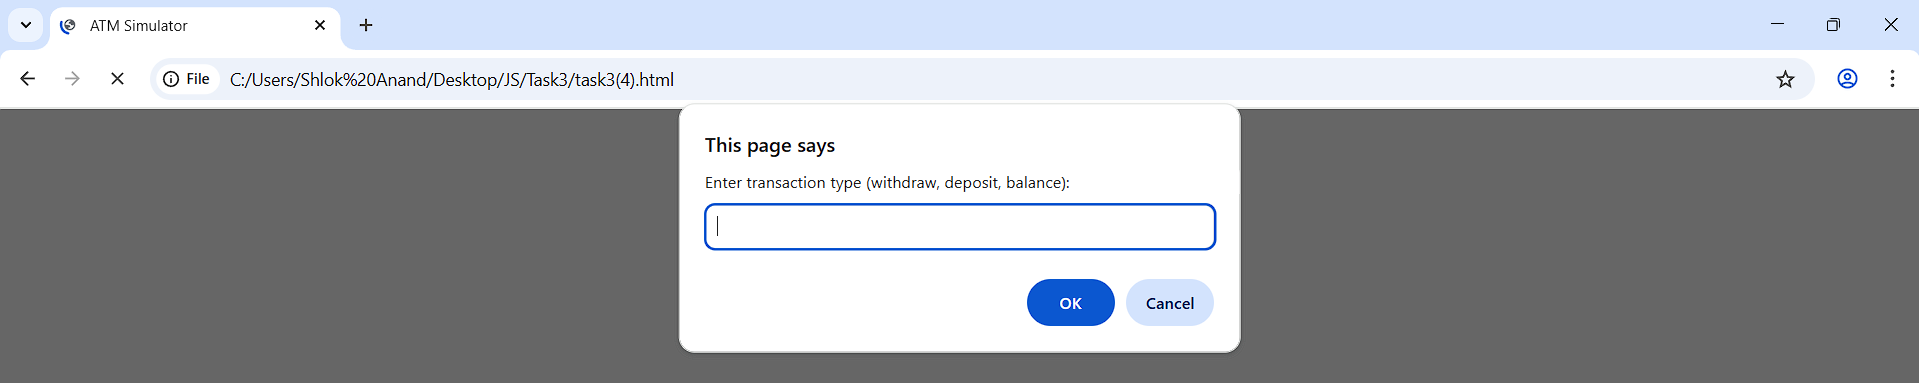 ATM Simulator
File C:/Users/Shlok%20Anand/Desktop/JS/Task3/task3(4).html
This page says
Enter transaction type (withdraw, deposit, balance):
OK Cancel